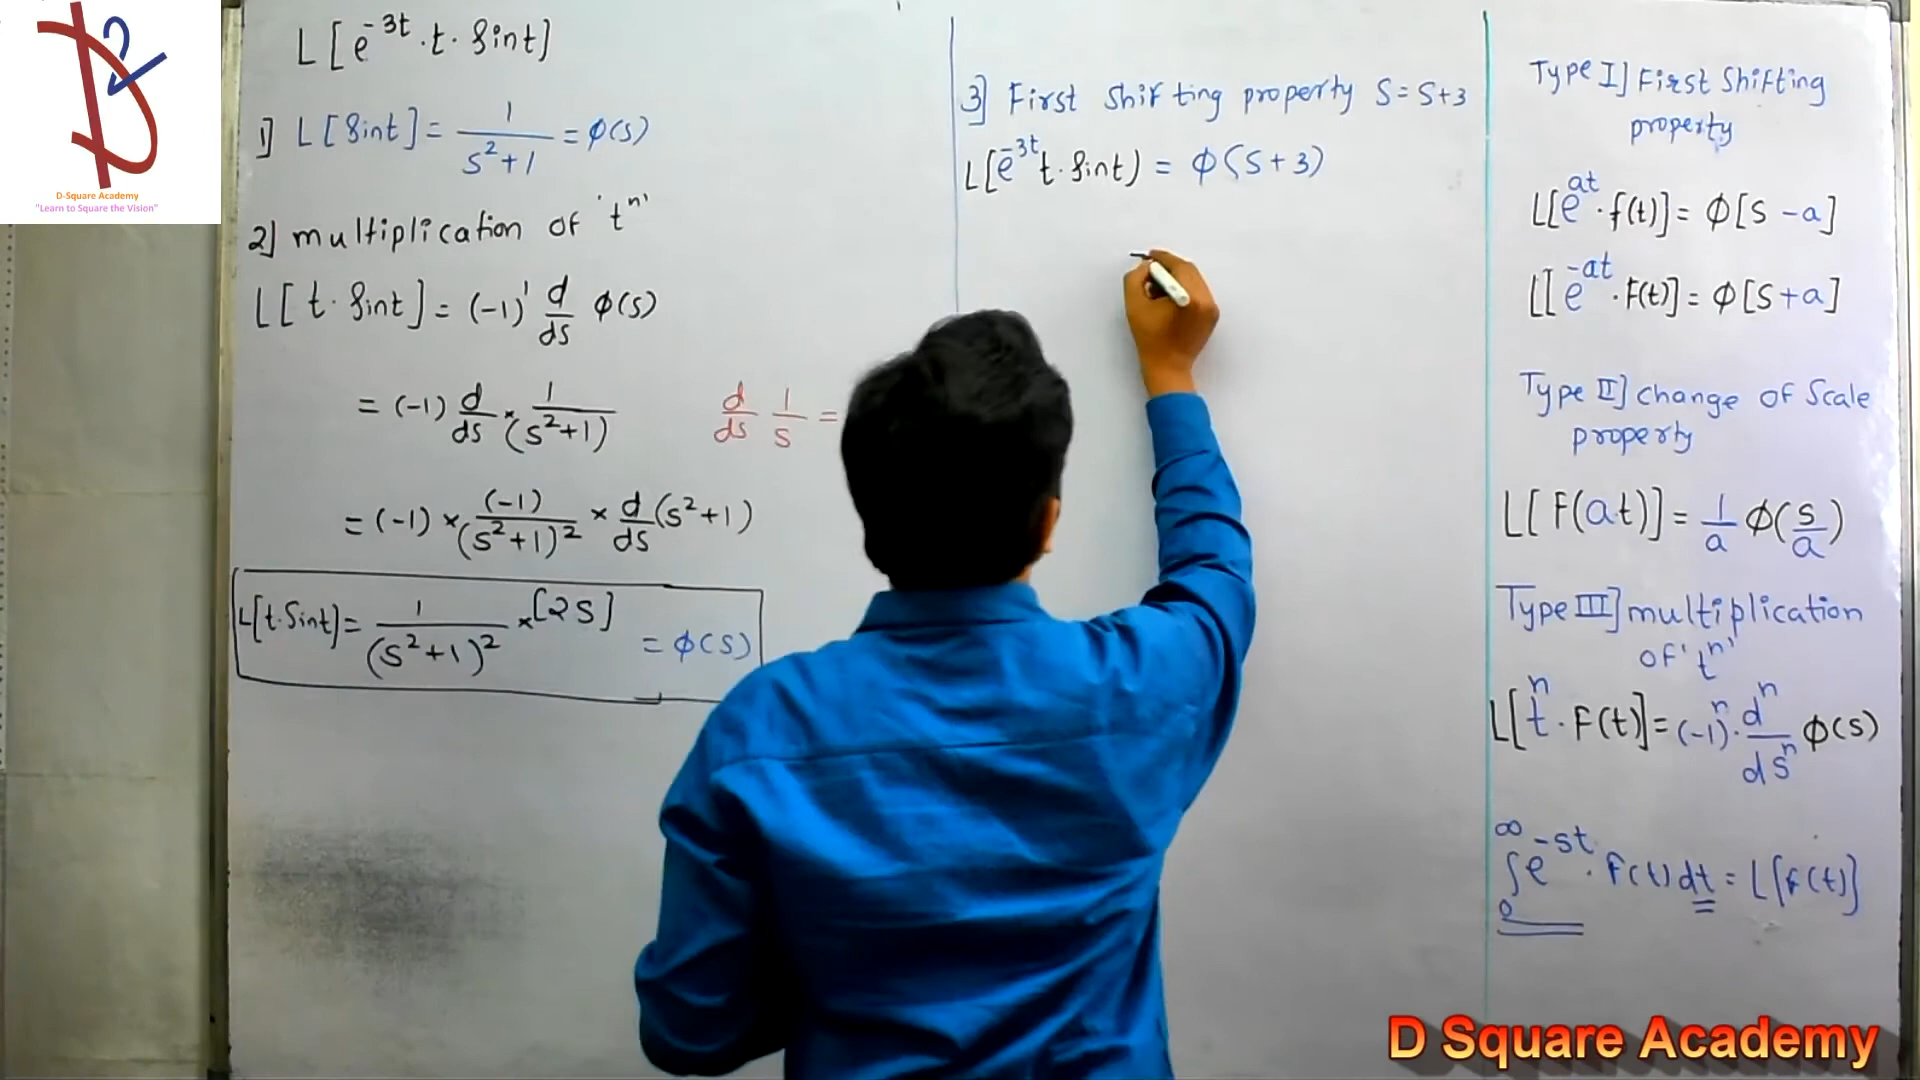 D2
D-Square Academy
"Learn to Square the Vision"
L[e^-3t . t . sint]
1] L[sint] = 1/(s²+1) = φ(s)
2] multiplication of 't^n'
L[t . sint] = (-1)' d/ds φ(s)
= (-1) d/ds × 1/(s²+1)
d/ds 1/s =
= (-1) × (-1)/(s²+1)² × d/ds (s²+1)
L[t.sint] = 1/(s²+1)² × [2s] = φ(s)
3] First shifting property s = s+3
L[e^-3t t . sint) = φ(s+3)
Type I] First shifting
property
L[e^at . f(t)] = φ[s - a]
L[[e^-at . F(t)] = φ[s + a]
Type II] change of scale
property
L[F(at)] = 1/a φ(s/a)
Type III] multiplication
of 't^n'
L[t^n . F(t)] = (-1)^n . d^n/ds^n φ(s)
∫₀^∞ e^-st . F(t) dt = L[f(t)]
D Square Academy